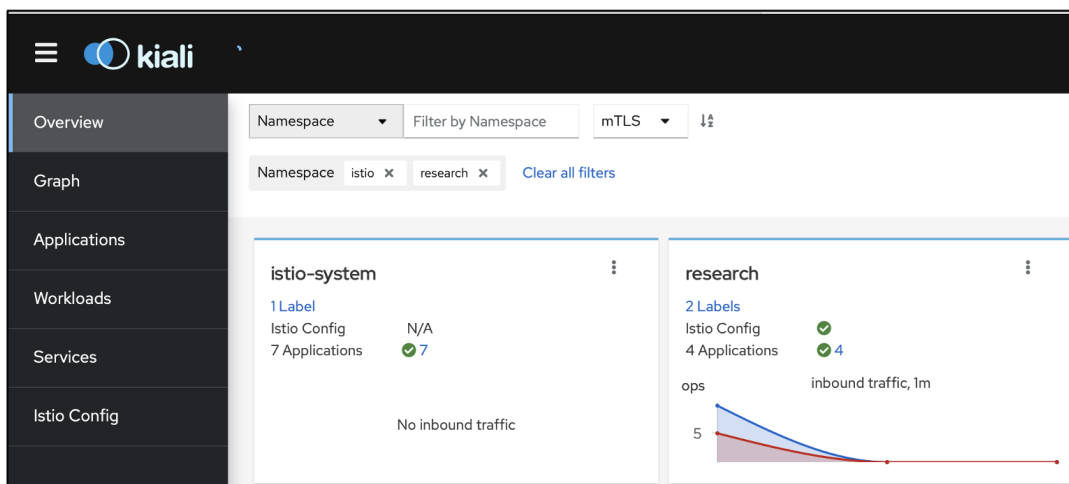 kiali
Overview
Graph
Applications
Workloads
Services
Istio Config
Namespace Filter by Namespace mTLS
Namespace istio research Clear all filters
istio-system
1 Label
Istio Config N/A
7 Applications 7
No inbound traffic
research
2 Labels
Istio Config
4 Applications 4
ops inbound traffic, 1m
5